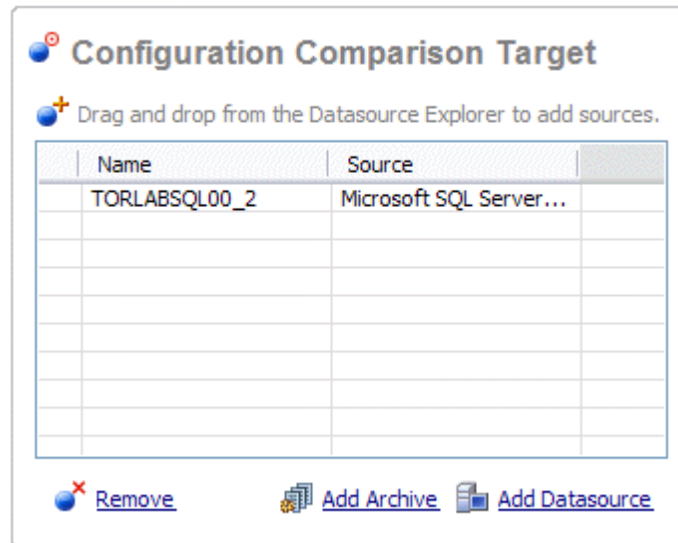 Configuration Comparison Target
Drag and drop from the Datasource Explorer to add sources.
Name Source
TORLABSQL00_2 Microsoft SQL Server...
Remove Add Archive Add Datasource